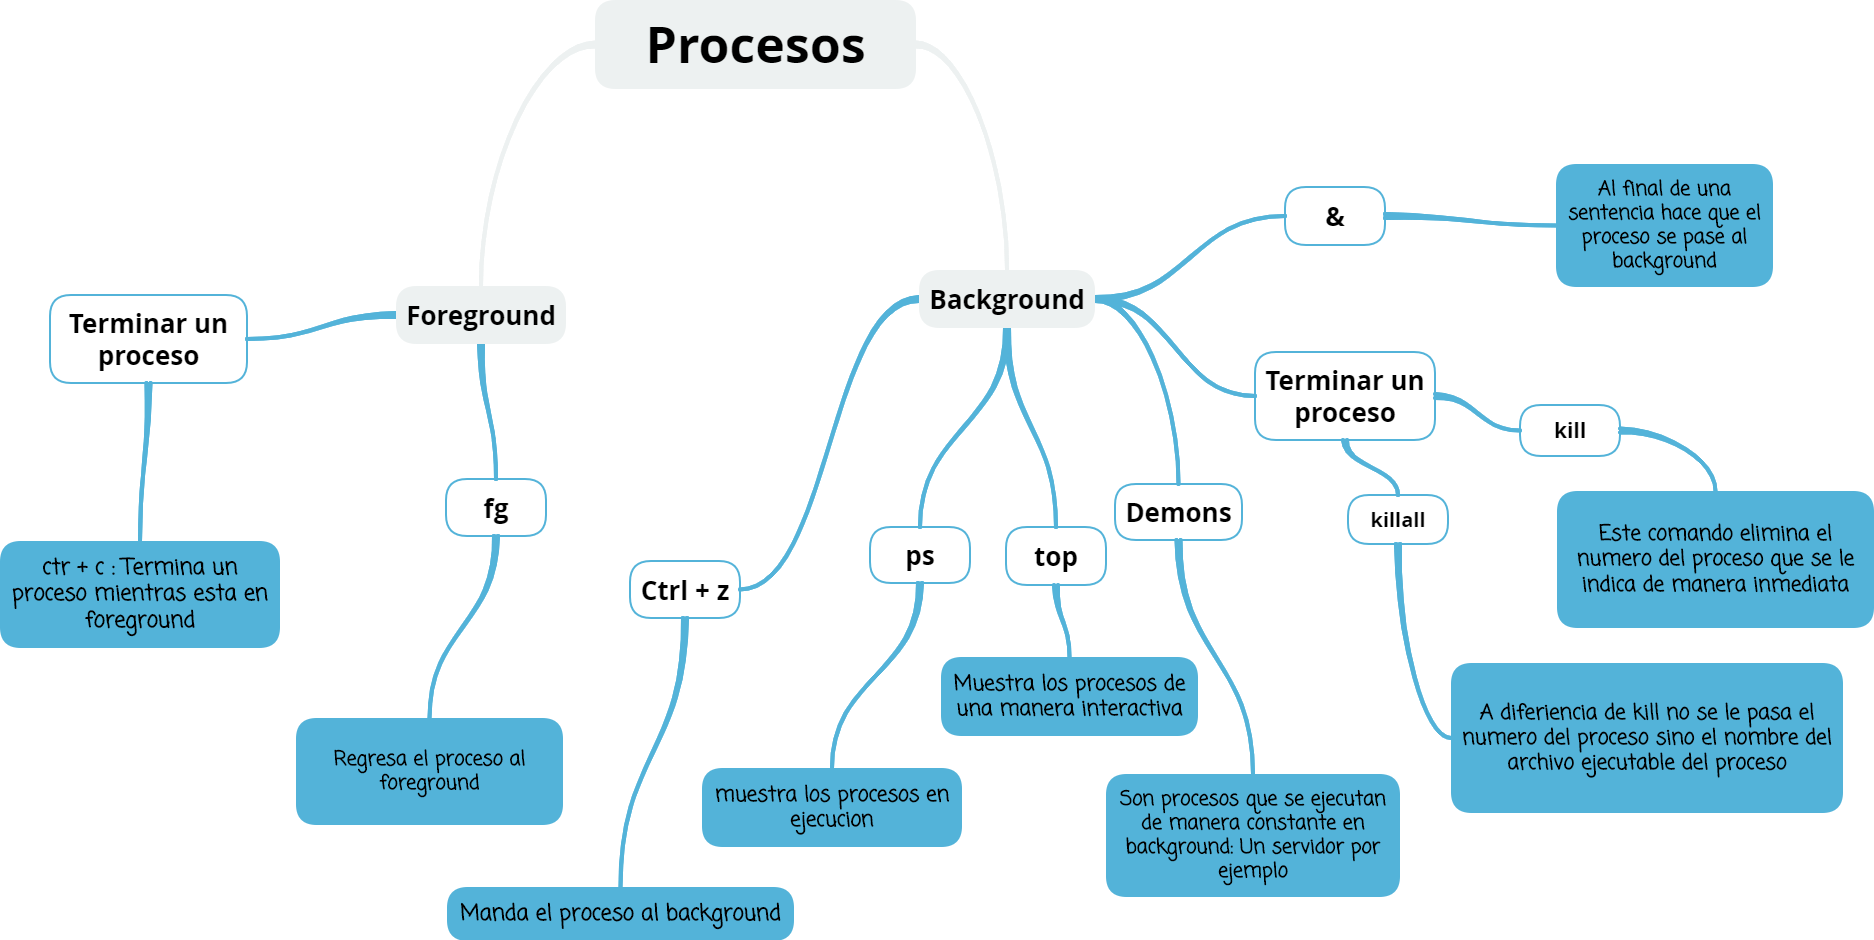 Procesos
Foreground
Terminar un
proceso
ctr + c : Termina un
proceso mientras esta en
foreground
fg
Regresa el proceso al
foreground
Background
Ctrl + z
Manda el proceso al background
ps
muestra los procesos en
ejecucion
top
Muestra los procesos de
una manera interactiva
Demons
Son procesos que se ejecutan
de manera constante en
background: Un servidor por
ejemplo
&
Al final de una
sentencia hace que el
proceso se pase al
background
Terminar un
proceso
kill
Este comando elimina el
numero del proceso que se le
indica de manera inmediata
killall
A diferiencia de kill no se le pasa el
numero del proceso sino el nombre del
archivo ejecutable del proceso